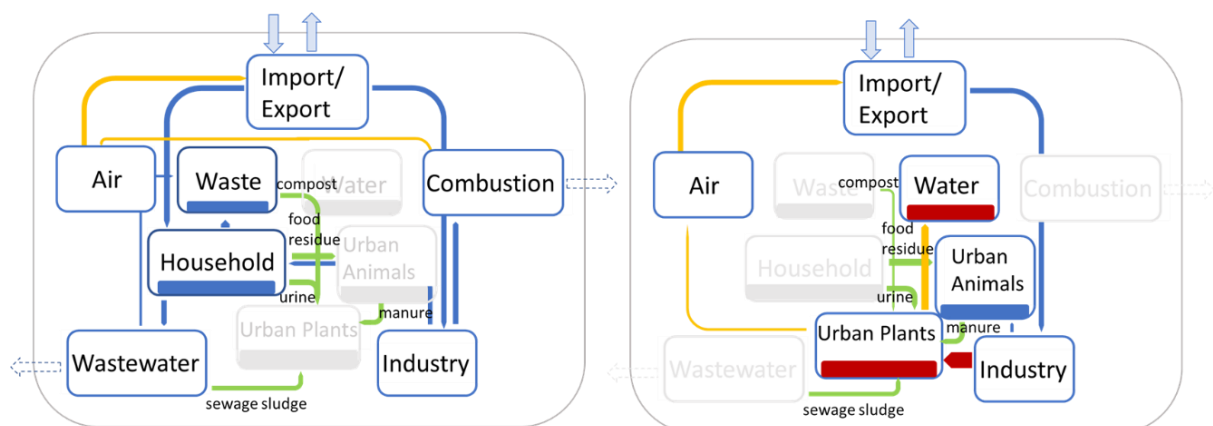 Import/
Export
Air
Waste
compost
Water
Combustion
food
residue
Household
Urban
Animals
urine
manure
Urban Plants
Wastewater
Industry
sewage sludge
Import/
Export
Air
Waste
compost
Water
Combustion
food
residue
Household
Urban
Animals
urine
Urban Plants
manure
Wastewater
Industry
sewage sludge